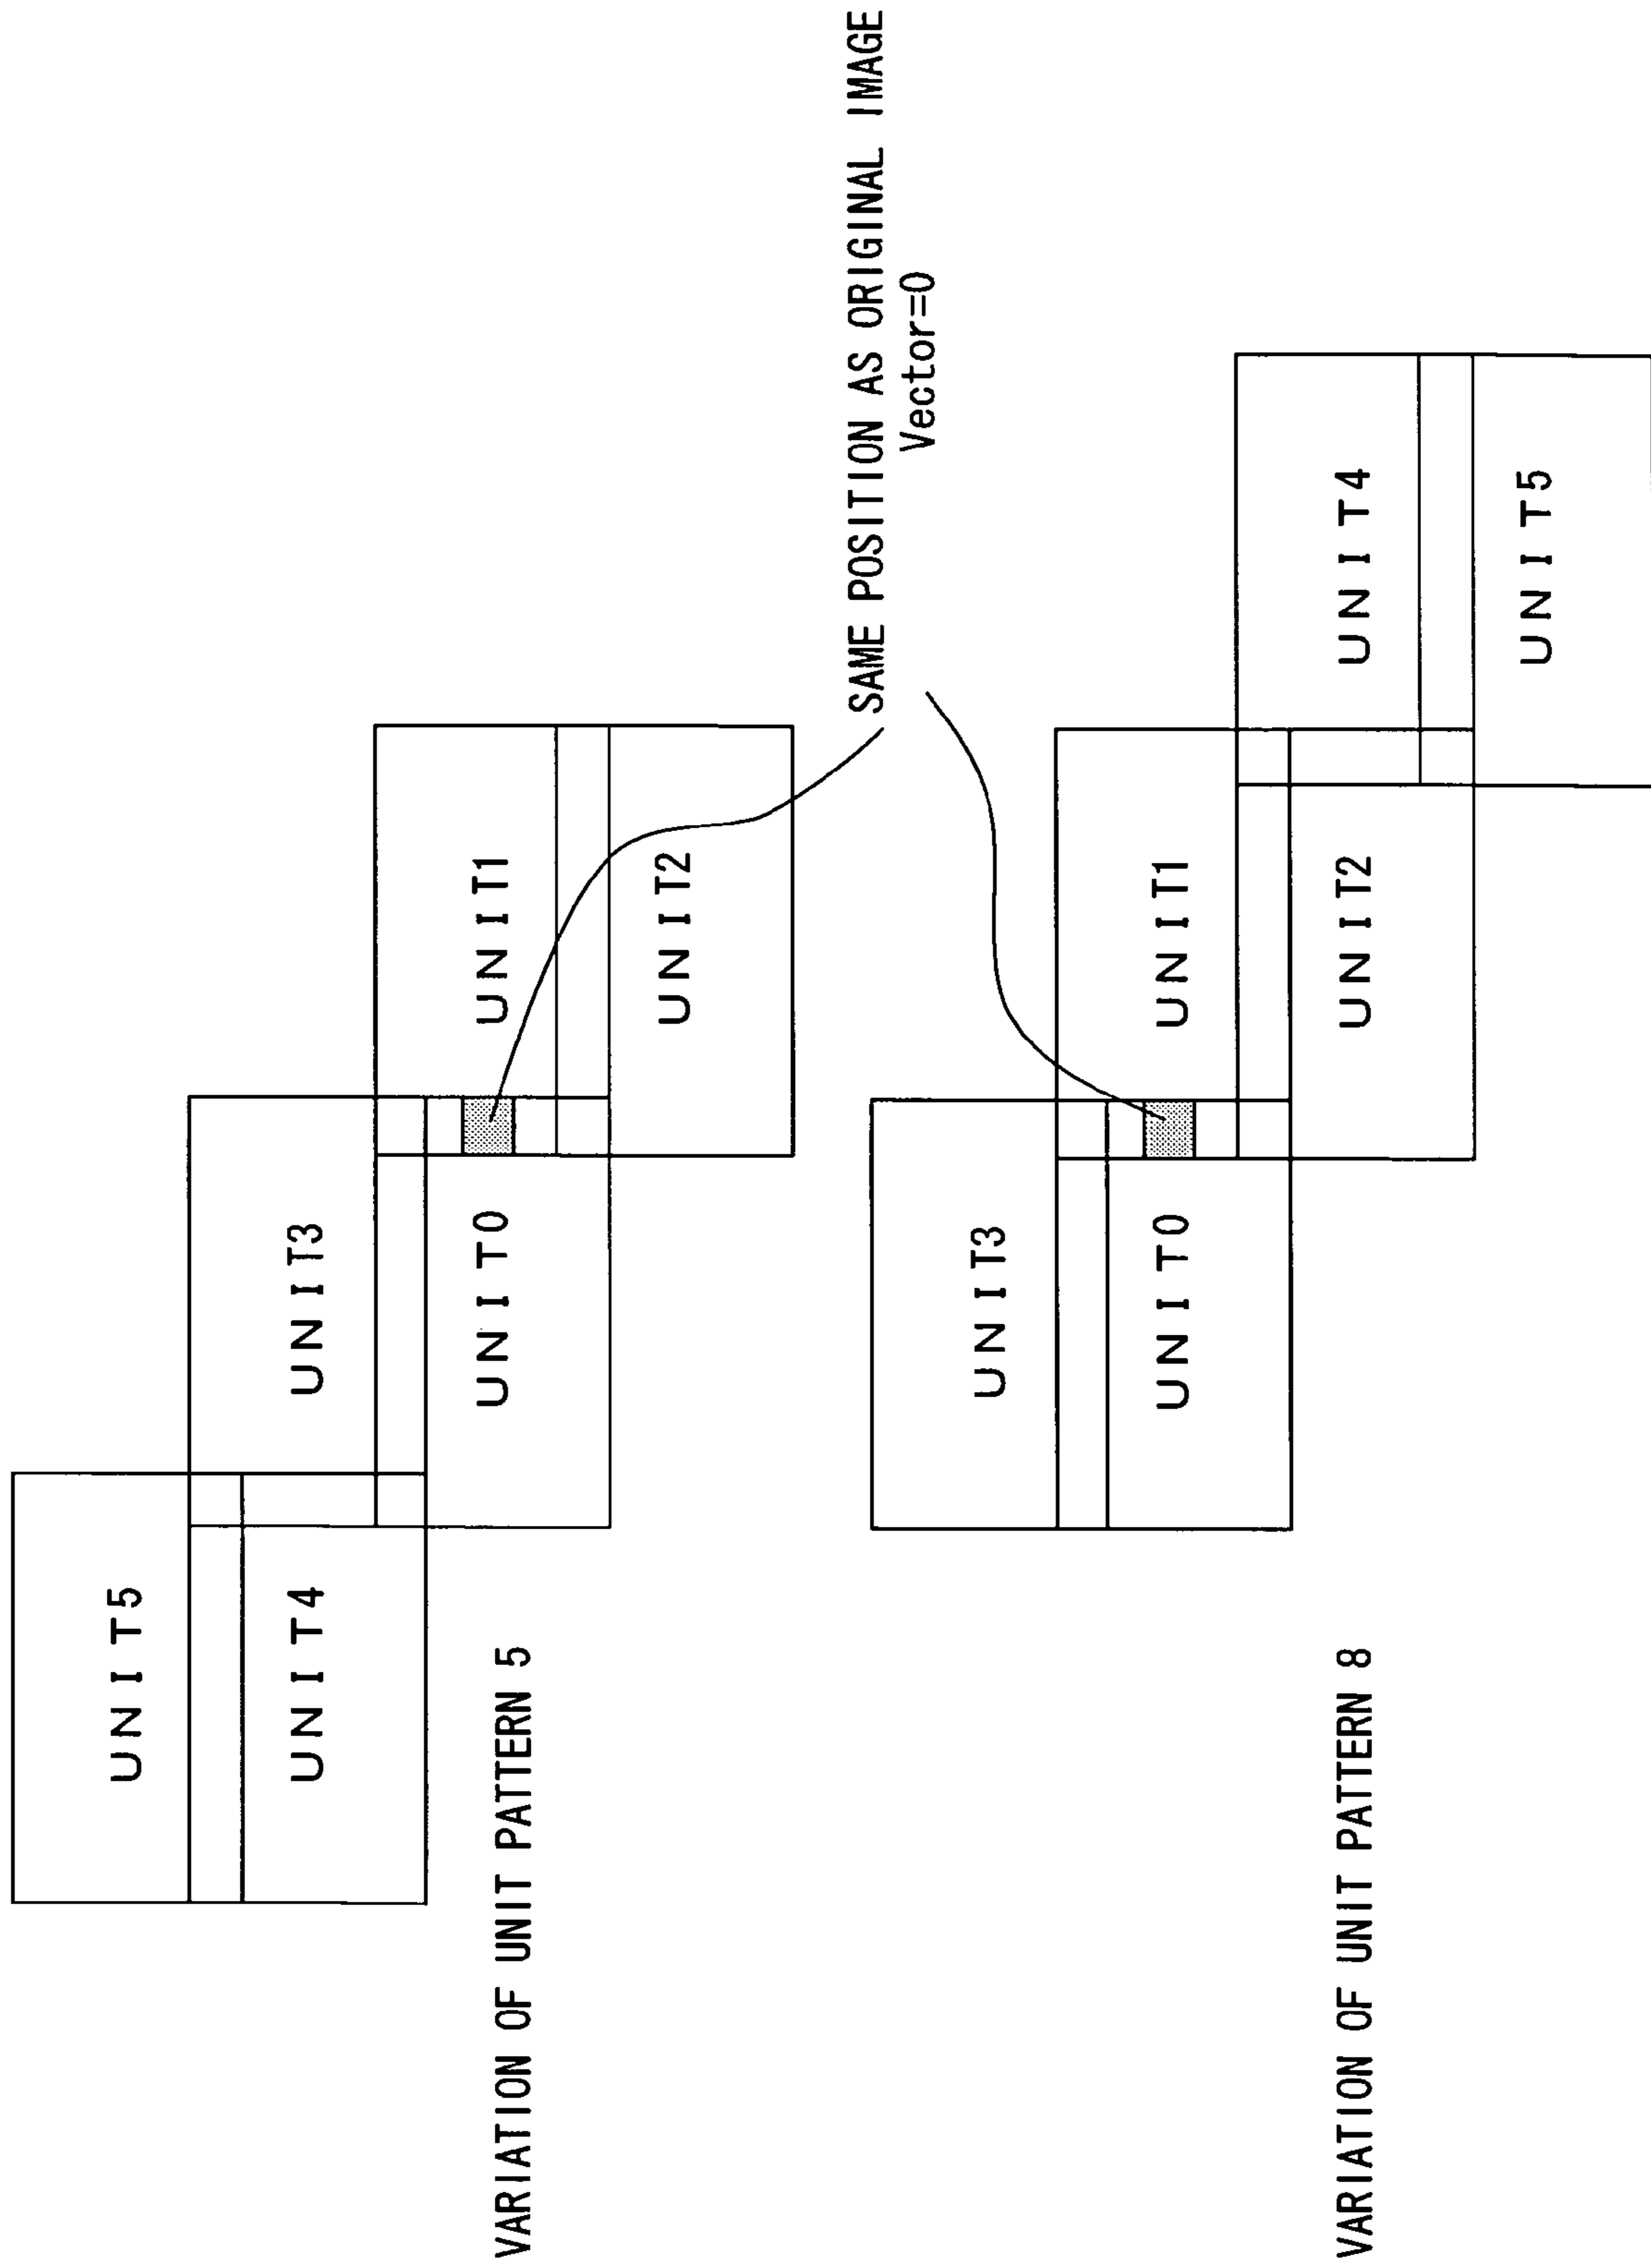 UNIT5
UNIT4 UNIT3
VARIATION OF UNIT PATTERN 5 UNIT0 UNIT1
UNIT2
SAME POSITION AS ORIGINAL IMAGE
Vector=0
UNIT3
UNIT0 UNIT1
VARIATION OF UNIT PATTERN 8 UNIT2 UNIT4
UNIT5